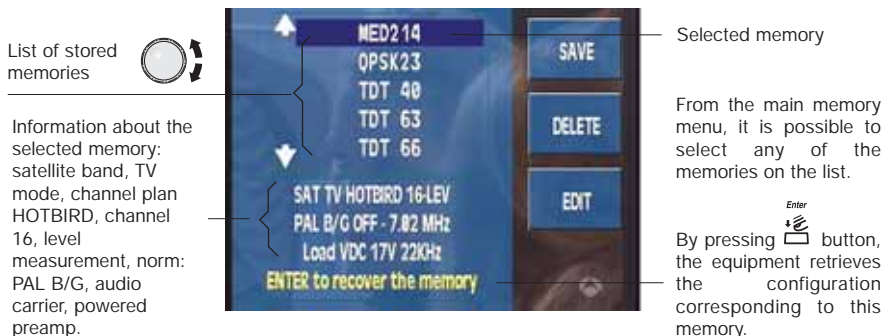 List of stored
memories
Information about the
selected memory:
satellite band, TV
mode, channel plan
HOTBIRD, channel
16, level
measurement, norm:
PAL B/G, audio
carrier, powered
preamp.
MED214
QPSK23
TDT 40
TDT 63
TDT 66
SAT TV HOTBIRD 16-LEV
PAL B/G OFF - 7.02 MHz
Load VDC 17V 22KHz
ENTER to recover the memory
SAVE
DELETE
EDIT
Selected memory
From the main memory
menu, it is possible to
select any of the
memories on the list.
Enter
By pressing button,
the equipment retrieves
the configuration
corresponding to this
memory.